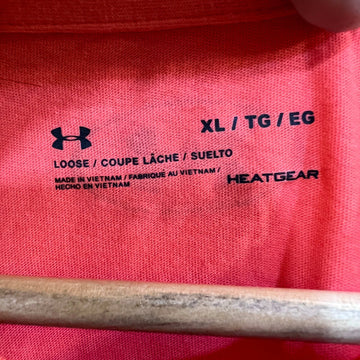 XL / TG / EG
LOOSE / COUPE LÂCHE / SUELTO
MADE IN VIETNAM / FABRIQUÉ AU VIETNAM /
HECHO EN VIETNAM
HEATGEAR